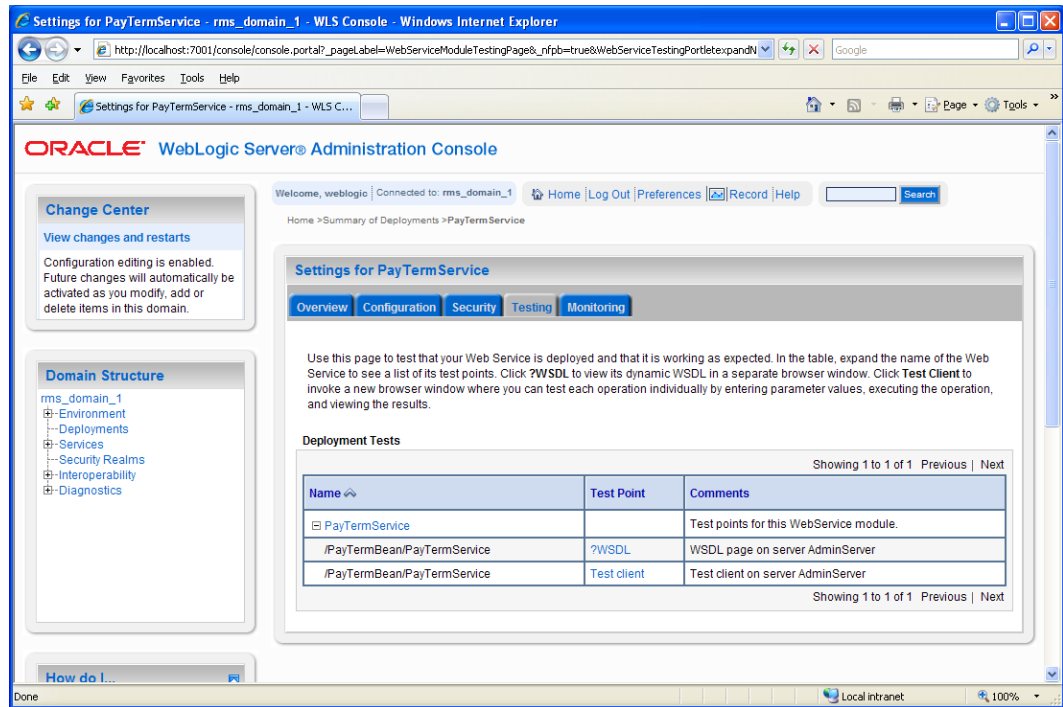 Settings for PayTermService - rms_domain_1 - WLS Console - Windows Internet Explorer
http://localhost:7001/console/console.portal?_pageLabel=WebServiceModuleTestingPage&_nfpb=true&WebServiceTestingPortletexpandN
Google
File Edit View Favorites Tools Help
Settings for PayTermService - rms_domain_1 - WLS C...
Page Tools
ORACLE WebLogic Server® Administration Console
Change Center
View changes and restarts
Configuration editing is enabled.
Future changes will automatically be
activated as you modify, add or
delete items in this domain.
Domain Structure
rms_domain_1
Environment
Deployments
Services
Security Realms
Interoperability
Diagnostics
How do I...
Welcome, weblogic Connected to: rms_domain_1 Home Log Out Preferences Record Help Search
Home >Summary of Deployments >PayTermService
Settings for PayTermService
Overview Configuration Security Testing Monitoring
Use this page to test that your Web Service is deployed and that it is working as expected. In the table, expand the name of the Web
Service to see a list of its test points. Click ?WSDL to view its dynamic WSDL in a separate browser window. Click Test Client to
invoke a new browser window where you can test each operation individually by entering parameter values, executing the operation,
and viewing the results.
Deployment Tests
Showing 1 to 1 of 1 Previous | Next
Name Test Point Comments
PayTermService Test points for this WebService module.
/PayTermBean/PayTermService ?WSDL WSDL page on server AdminServer
/PayTermBean/PayTermService Test client Test client on server AdminServer
Showing 1 to 1 of 1 Previous | Next
Done Local intranet 100%